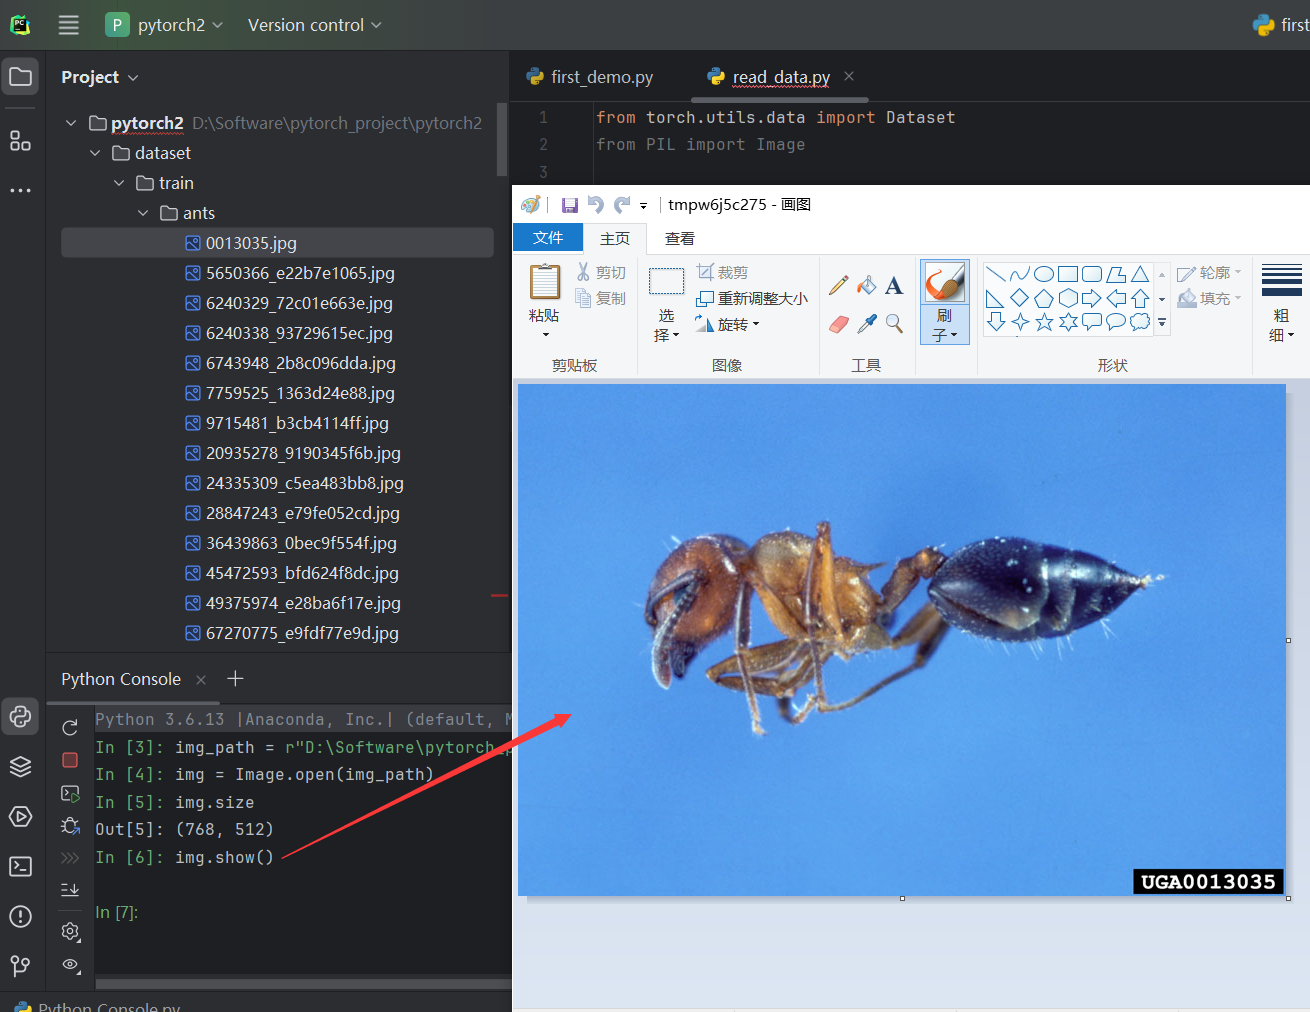 P pytorch2 Version control first
Project
first_demo.py read_data.py
pytorch2 D:\Software\pytorch_project\pytorch2
dataset
train
ants
0013035.jpg
5650366_e22b7e1065.jpg
6240329_72c01e663e.jpg
6240338_93729615ec.jpg
6743948_2b8c096dda.jpg
7759525_1363d24e88.jpg
9715481_b3cb4114ff.jpg
20935278_9190345f6b.jpg
24335309_c5ea483bb8.jpg
28847243_e79fe052cd.jpg
36439863_0bec9f554f.jpg
45472593_bfd624f8dc.jpg
49375974_e28ba6f17e.jpg
67270775_e9fdf77e9d.jpg
1 from torch.utils.data import Dataset
2 from PIL import Image
3
tmpw6j5c275 - 画图
文件 主页 查看
粘贴
剪切
复制
剪贴板
选择
裁剪
重新调整大小
旋转
图像
A
工具
刷子
形状
轮廓
填充
粗细
UGA0013035
Python Console
Python 3.6.13 |Anaconda, Inc.| (default, M
In [3]: img_path = r"D:\Software\pytorch_p
In [4]: img = Image.open(img_path)
In [5]: img.size
Out[5]: (768, 512)
In [6]: img.show()
In [7]:
Python Console.py